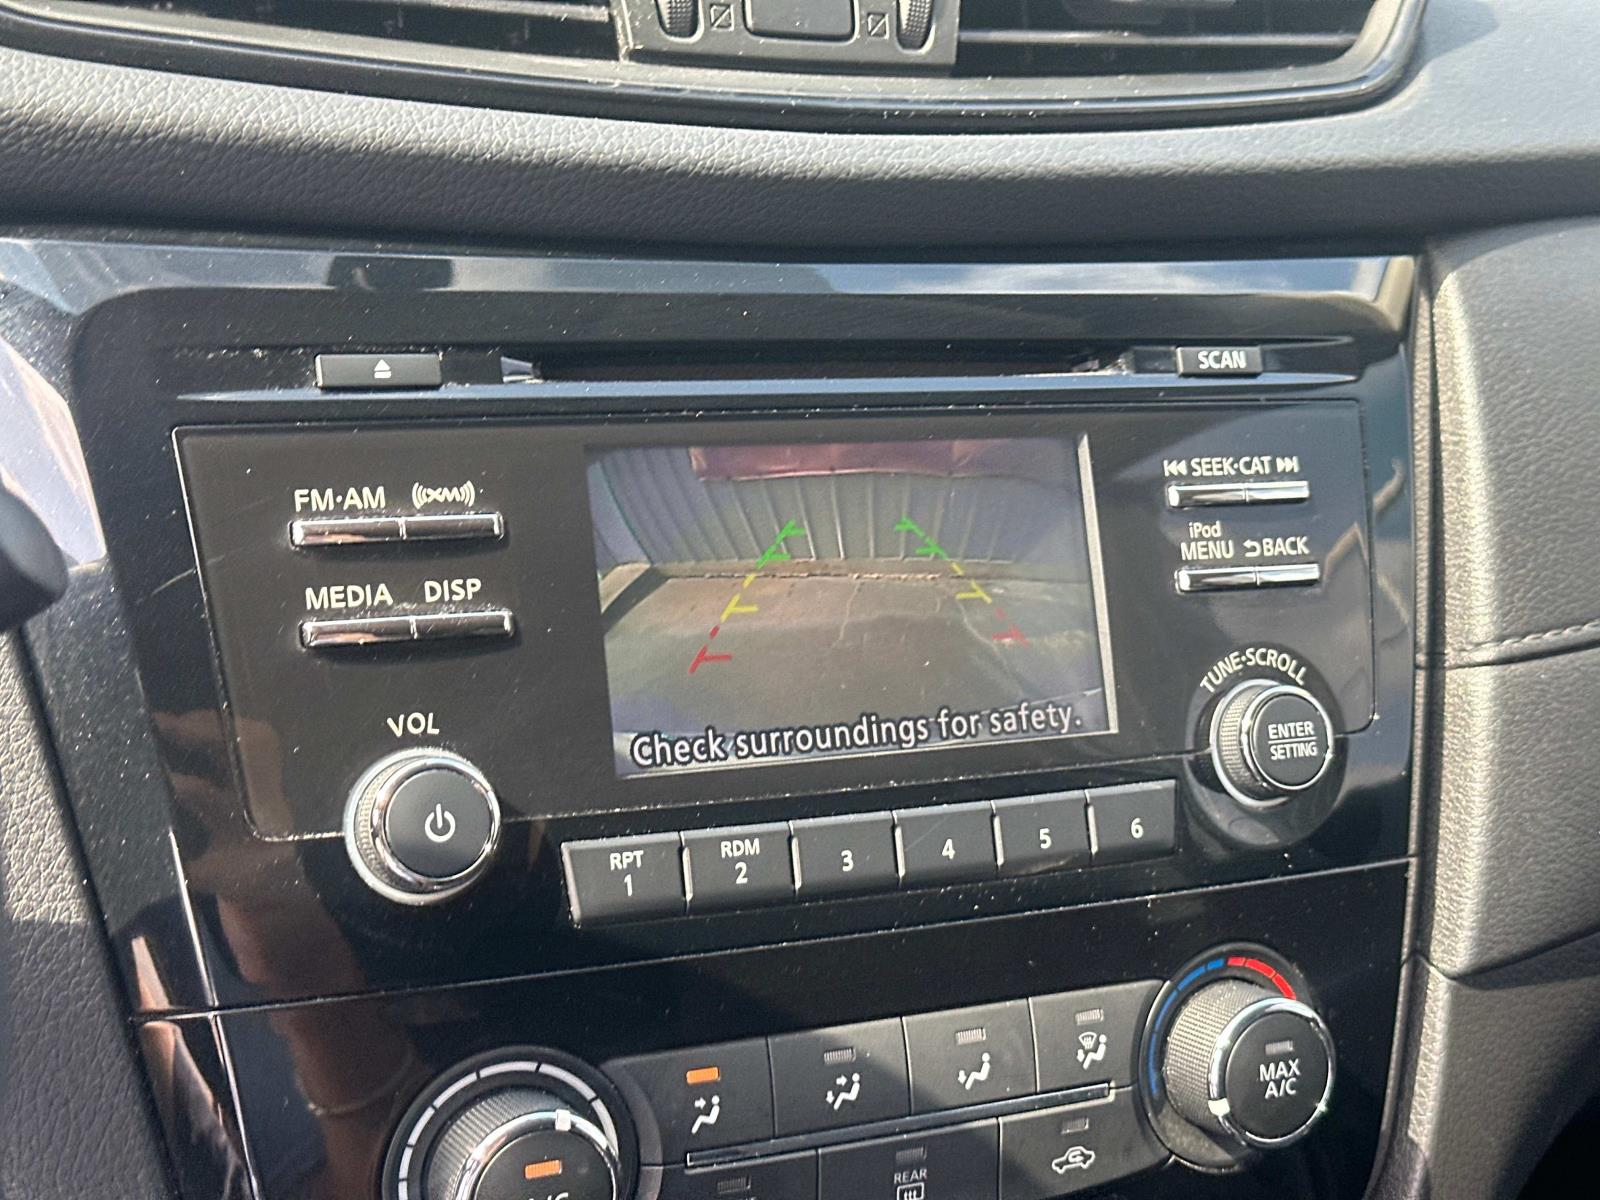 SCAN
FM·AM XM
SEEK·CAT
iPod
MENU BACK
MEDIA DISP
TUNE·SCROLL
VOL
ENTER
SETTING
Check surroundings for safety.
RPT
1
RDM
2
3
4
5
6
MAX
A/C
A/C
REAR